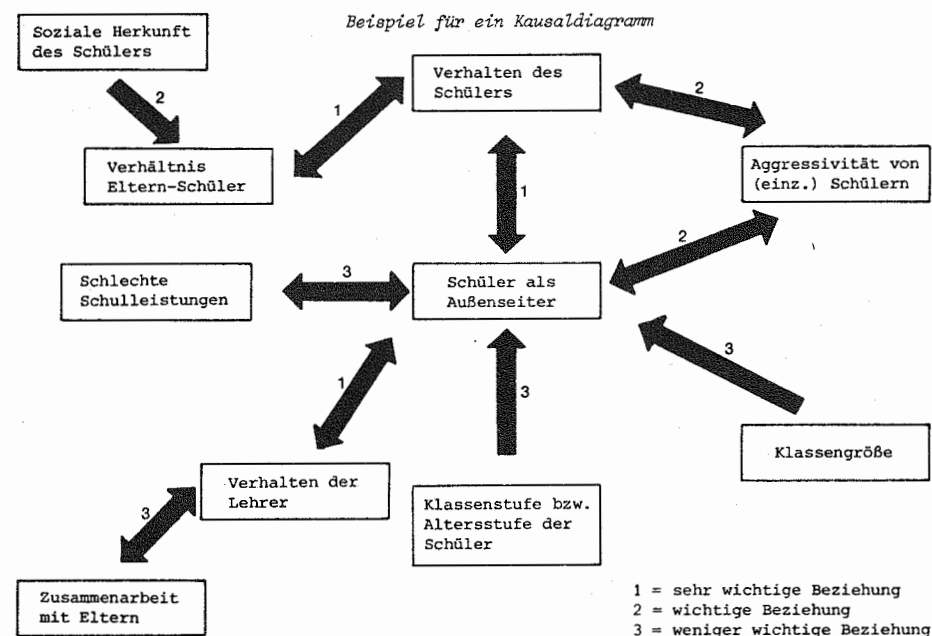 Beispiel für ein Kausaldiagramm
Soziale Herkunft
des Schülers
2
Verhältnis
Eltern-Schüler
1
Verhalten des
Schülers
2
Aggressivität von
(einz.) Schülern
1
2
Schlechte
Schulleistungen
3
Schüler als
Außenseiter
3
Klassengröße
1
3
Verhalten der
Lehrer
Klassenstufe bzw.
Altersstufe der
Schüler
3
Zusammenarbeit
mit Eltern
1 = sehr wichtige Beziehung
2 = wichtige Beziehung
3 = weniger wichtige Beziehung